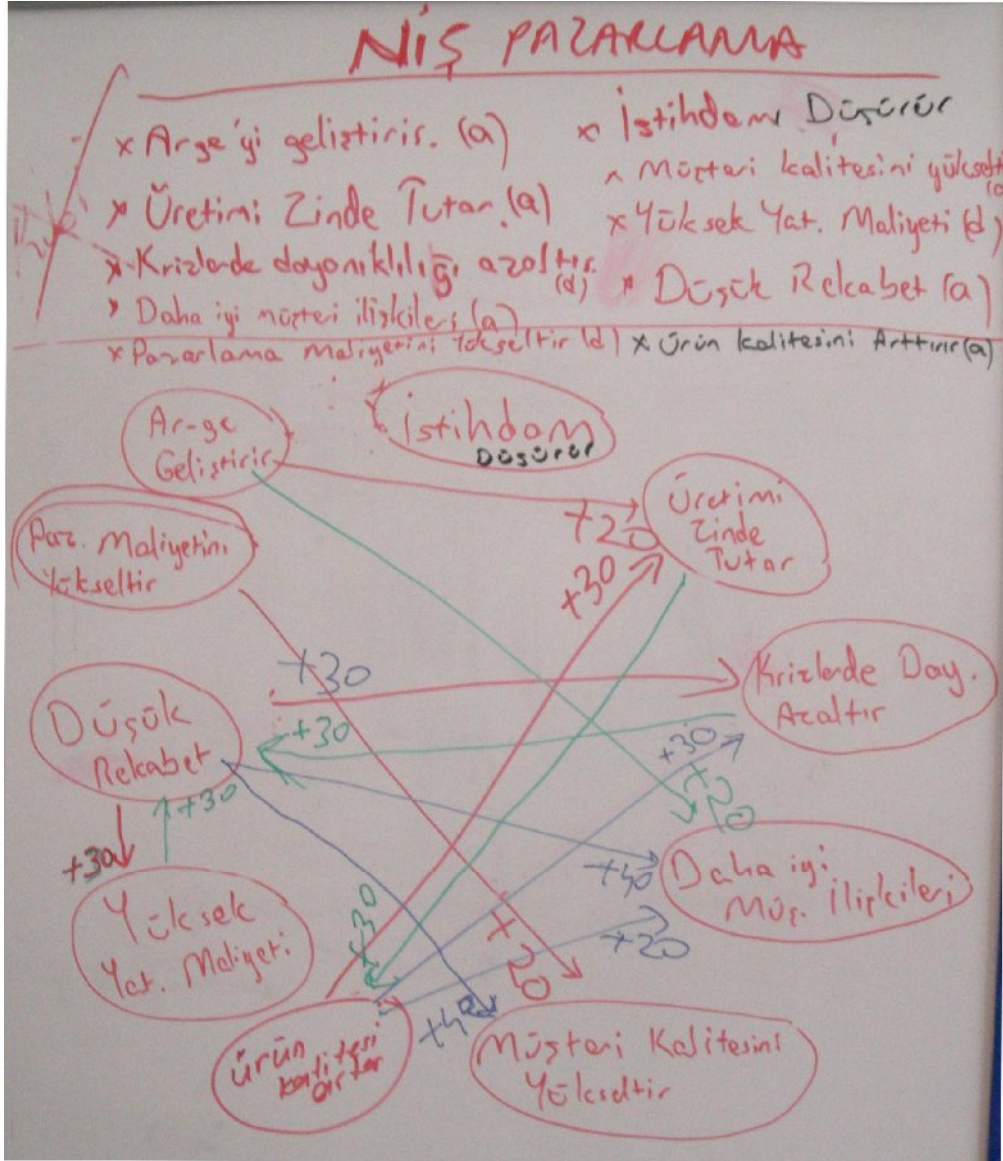 NİŞ PAZARLAMA
x Arge'yi geliştirir. (a)
x Üretimi Zinde Tutar. (a)
x Krizlerde dayanıklılığı azaltır. (d)
x Daha iyi müşteri ilişkileri (a)
x Pazarlama Maliyetini Yükseltir (d)
x İstihdamı Düşürür
x Müşteri kalitesini yükselti
x Yüksek Yat. Maliyeti (d)
x Düşük Rekabet (a)
x Ürün kalitesini Arttırır (a)
Ar-ge
Geliştirir
İstihdam
Düşürür
Üretimi
Zinde
Tutar
Paz. Maliyetini
Yükseltir
+20
+30
+30
Krizlerde Day.
Azaltır
Düşük
Rekabet
+30
+30
+20
+30
+30
Daha iyi
Müş. İlişkileri
+40
+20
Yüksek
Yat. Maliyeti
+30
+20
+40
Ürün
kalitesi
artar
Müşteri Kalitesini
Yükseltir